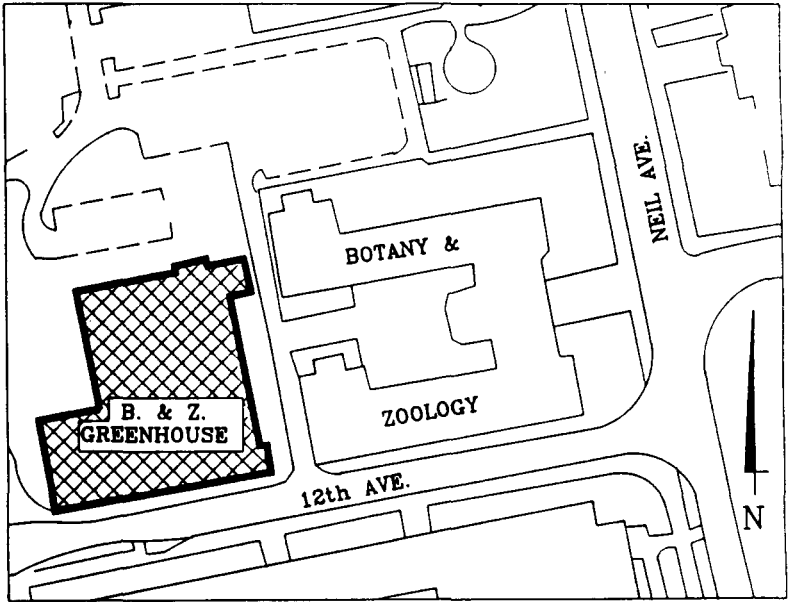 NEIL AVE.
BOTANY &
B. & Z.
GREENHOUSE
ZOOLOGY
12th AVE.
N